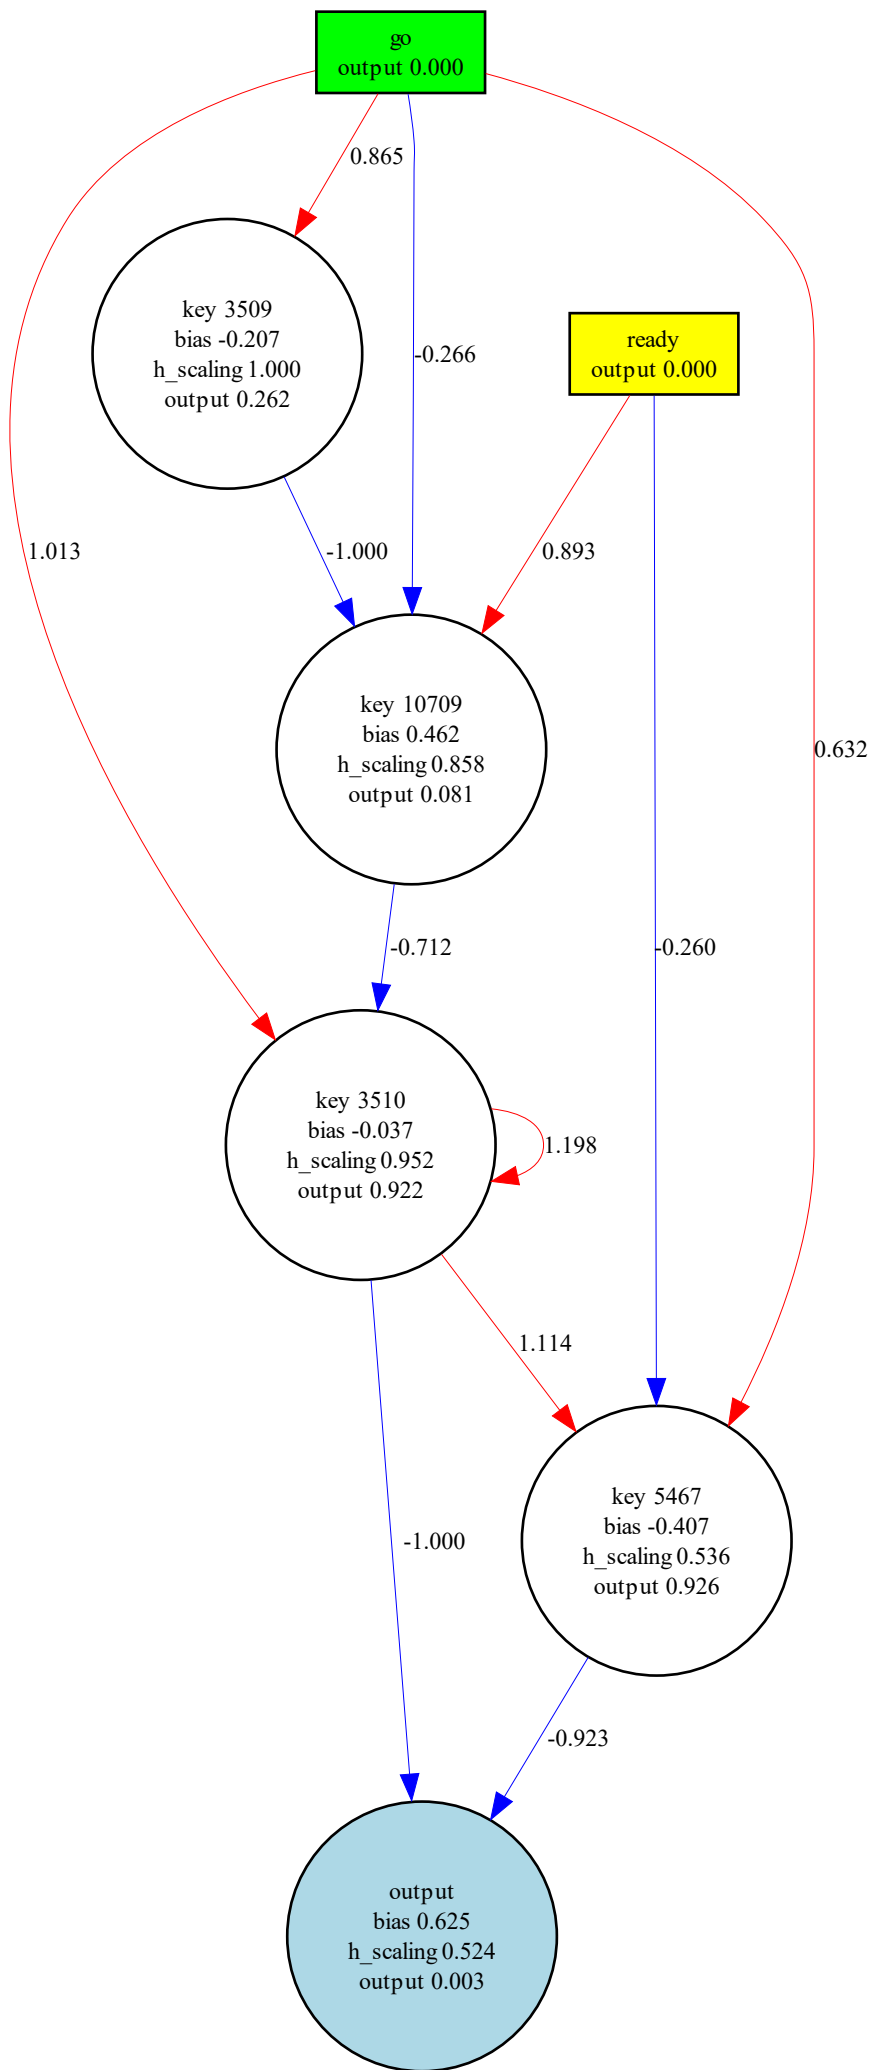 go
output 0.000
0.865
key 3509
bias -0.207
h_scaling 1.000
output 0.262
-0.266
ready
output 0.000
1.013
-1.000
0.893
key 10709
bias 0.462
h_scaling 0.858
output 0.081
0.632
-0.712
-0.260
key 3510
bias -0.037
h_scaling 0.952
output 0.922
1.198
1.114
key 5467
bias -0.407
h_scaling 0.536
output 0.926
-1.000
-0.923
output
bias 0.625
h_scaling 0.524
output 0.003